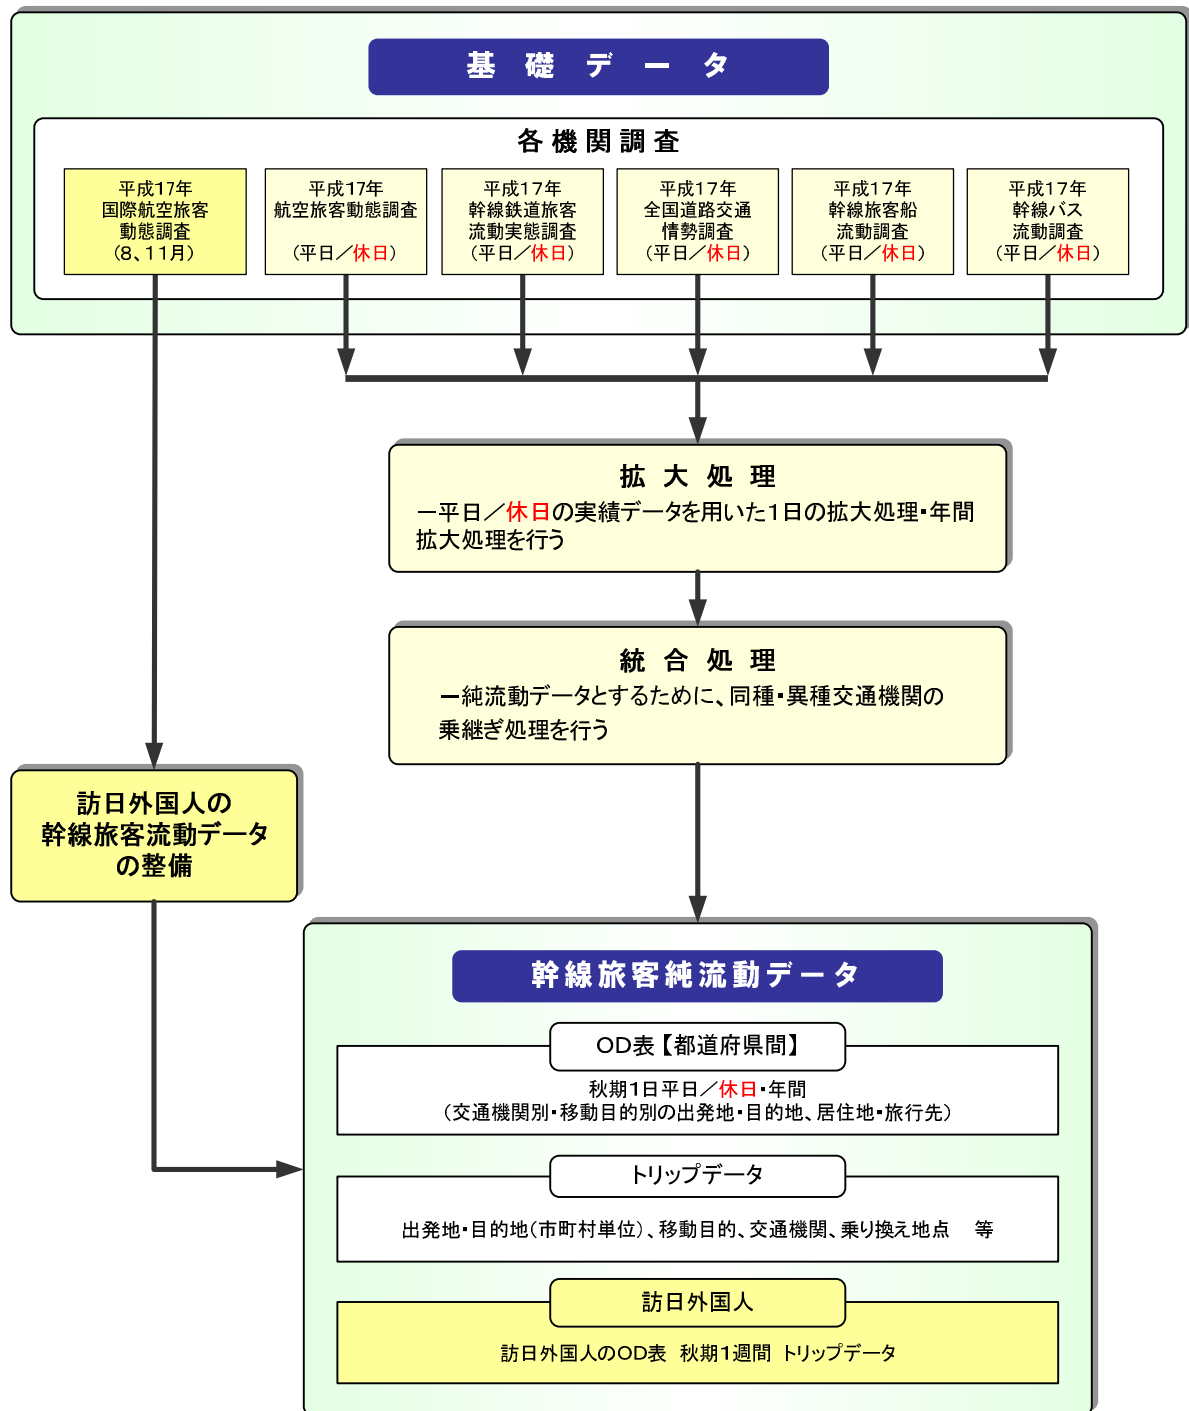 基礎データ
各機関調査
平成17年
国際航空旅客
動態調査
(8、11月)
平成17年
航空旅客動態調査
(平日／休日)
平成17年
幹線鉄道旅客
流動実態調査
(平日／休日)
平成17年
全国道路交通
情勢調査
(平日／休日)
平成17年
幹線旅客船
流動調査
(平日／休日)
平成17年
幹線バス
流動調査
(平日／休日)
拡大処理
－平日／休日の実績データを用いた1日の拡大処理・年間
拡大処理を行う
統合処理
－純流動データとするために、同種・異種交通機関の
乗継ぎ処理を行う
訪日外国人の
幹線旅客流動データ
の整備
幹線旅客純流動データ
OD表【都道府県間】
秋期1日平日／休日・年間
(交通機関別・移動目的別の出発地・目的地、居住地・旅行先)
トリップデータ
出発地・目的地(市町村単位)、移動目的、交通機関、乗り換え地点　等
訪日外国人
訪日外国人のOD表　秋期1週間　トリップデータ